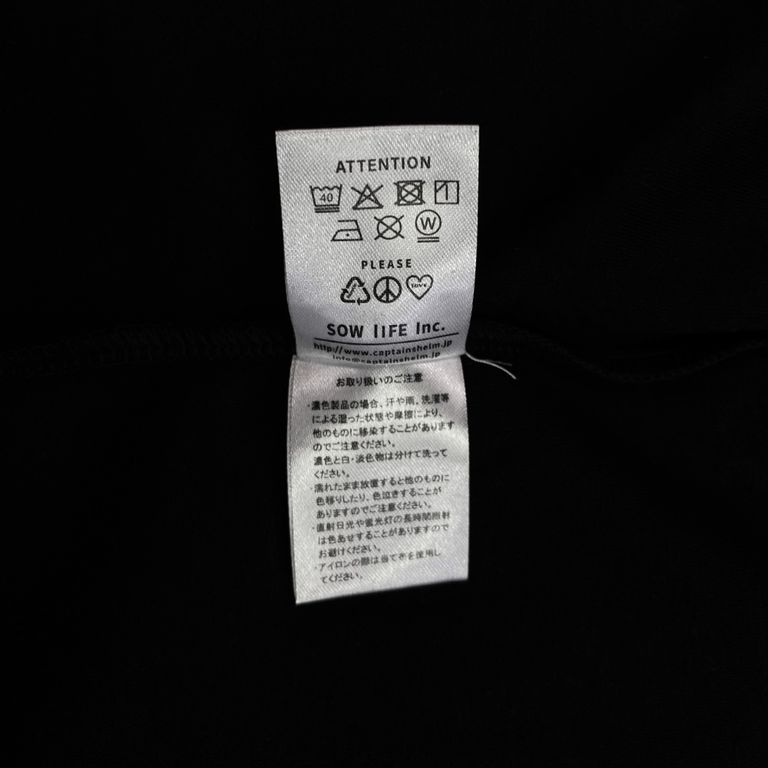 ATTENTION
40
W
PLEASE
love
SOW lIFE Inc.
http://www.captainshelm.jp
info@captainshelm.jp
お取り扱いのご注意
・濃色製品の場合、汗や雨、洗濯等
による湿った状態や摩擦により、
他のものに移染することがあります
のでご注意ください。
濃色と白・淡色物は分けて洗って
ください。
・濡れたまま放置すると他のものに
色移りしたり、色泣きすることが
ありますのでご注意ください。
・直射日光や蛍光灯の長時間照射
は色あせすることがありますので
お避けください。
・アイロンの際は当て布を使用し
てください。